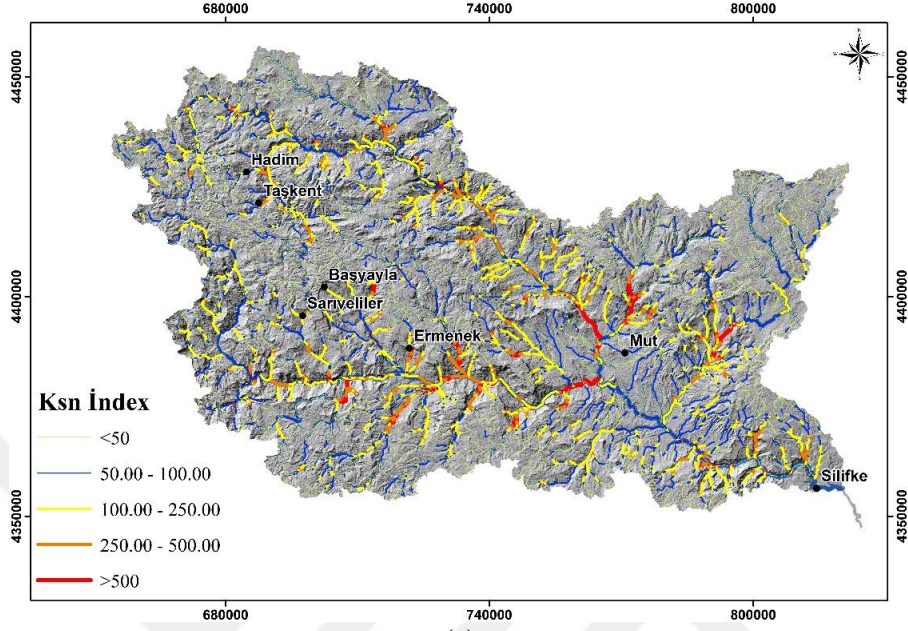 680000 740000 800000
4450000 4450000
Hadim
Taşkent
4400000 4400000
Başyayla
Sarıveliler
Ermenek
Mut
Ksn İndex
<50
50.00 - 100.00
100.00 - 250.00
250.00 - 500.00
>500
Silifke
4350000 4350000
680000 740000 800000